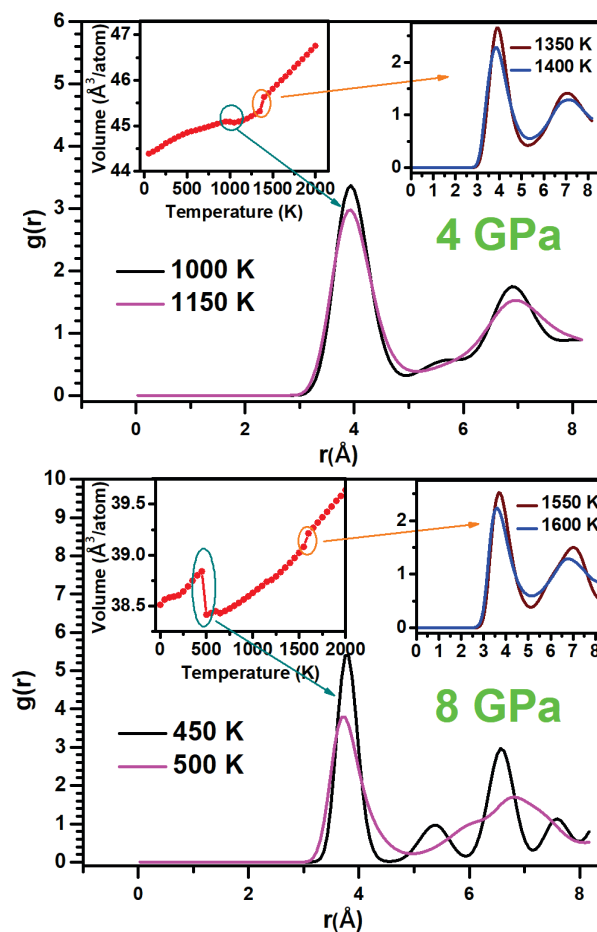 6
5
4
3
2
1
0
g(r)
47
46
45
44
Volume (Å³/atom)
0 500 1000 1500 2000
Temperature (K)
2
1
0
1350 K
1400 K
0 1 2 3 4 5 6 7 8
4 GPa
1000 K
1150 K
0 2 4 6 8
r(Å)
10
9
8
7
6
5
4
3
2
1
0
g(r)
39.5
39.0
38.5
Volume (Å³/atom)
0 500 1000 1500 2000
Temperature (K)
2
1
0
1550 K
1600 K
0 1 2 3 4 5 6 7 8
8 GPa
450 K
500 K
0 2 4 6 8
r(Å)